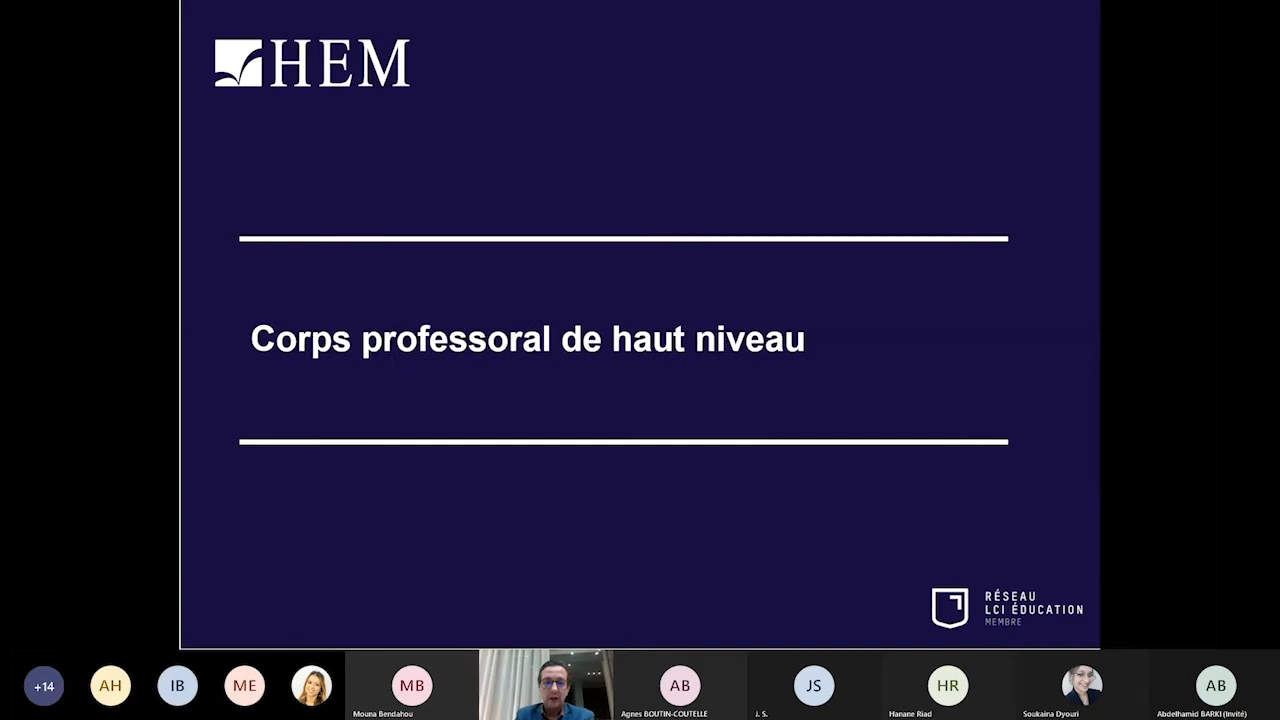 HEM
Corps professoral de haut niveau
RÉSEAU
LCI ÉDUCATION
MEMBRE
+14
AH
IB
ME
MB
Mouna Bendahou
AB
Agnes BOUTIN-COUTELLE
JS
J. S.
HR
Hanane Riad
Soukaina Dyouri
AB
Abdelhamid BARKI (Invité)